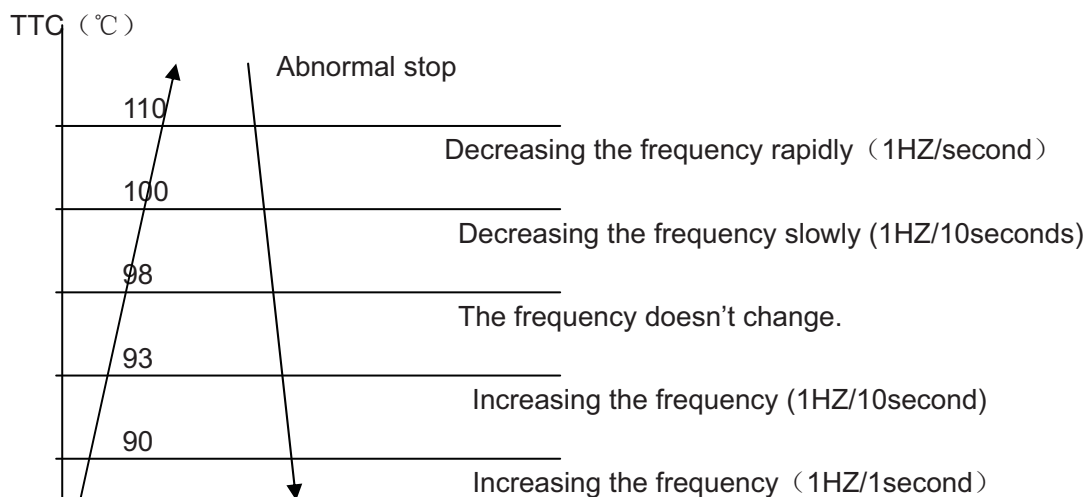 TTC（℃）
Abnormal stop
110
Decreasing the frequency rapidly（1HZ/second）
100
Decreasing the frequency slowly (1HZ/10seconds)
98
The frequency doesn't change.
93
Increasing the frequency (1HZ/10second)
90
Increasing the frequency（1HZ/1second）